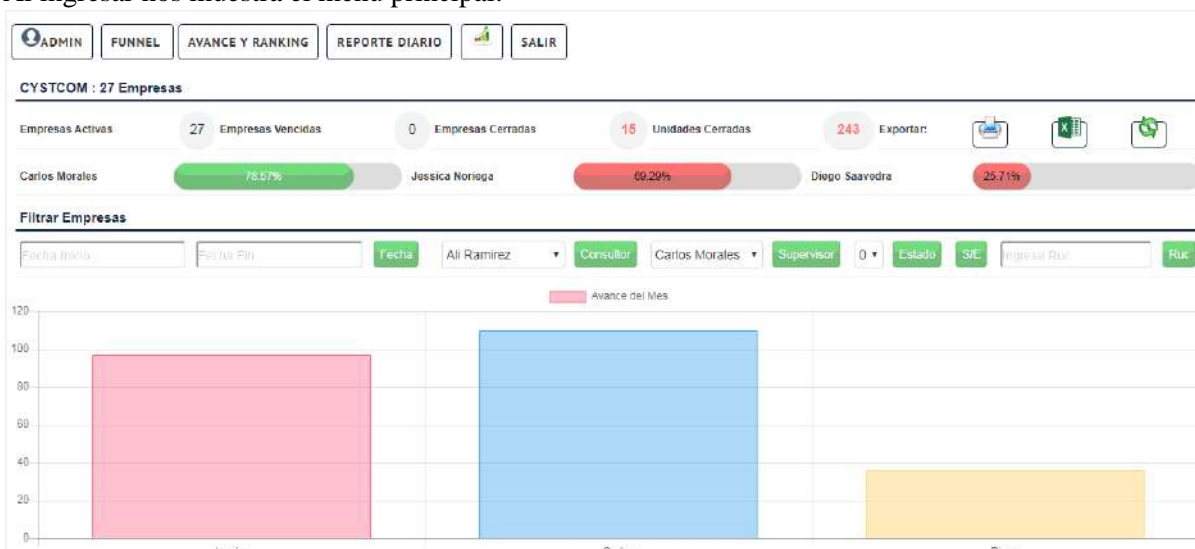 Al ingresar nos muestra el menú principal.
ADMIN FUNNEL AVANCE Y RANKING REPORTE DIARIO SALIR
CYSTCOM : 27 Empresas
Empresas Activas 27 Empresas Vencidas 0 Empresas Cerradas 15 Unidades Cerradas 243 Exportar:
Carlos Morales 78.57% Jessica Noriega 69.29% Diego Saavedra 25.71%
Filtrar Empresas
Fecha Inicio Fecha Fin Fecha Ali Ramirez Consultor Carlos Morales Supervisor 0 Estado S/E Ingrese Ruc Ruc
Avance del Mes
120
100
80
60
40
20
0